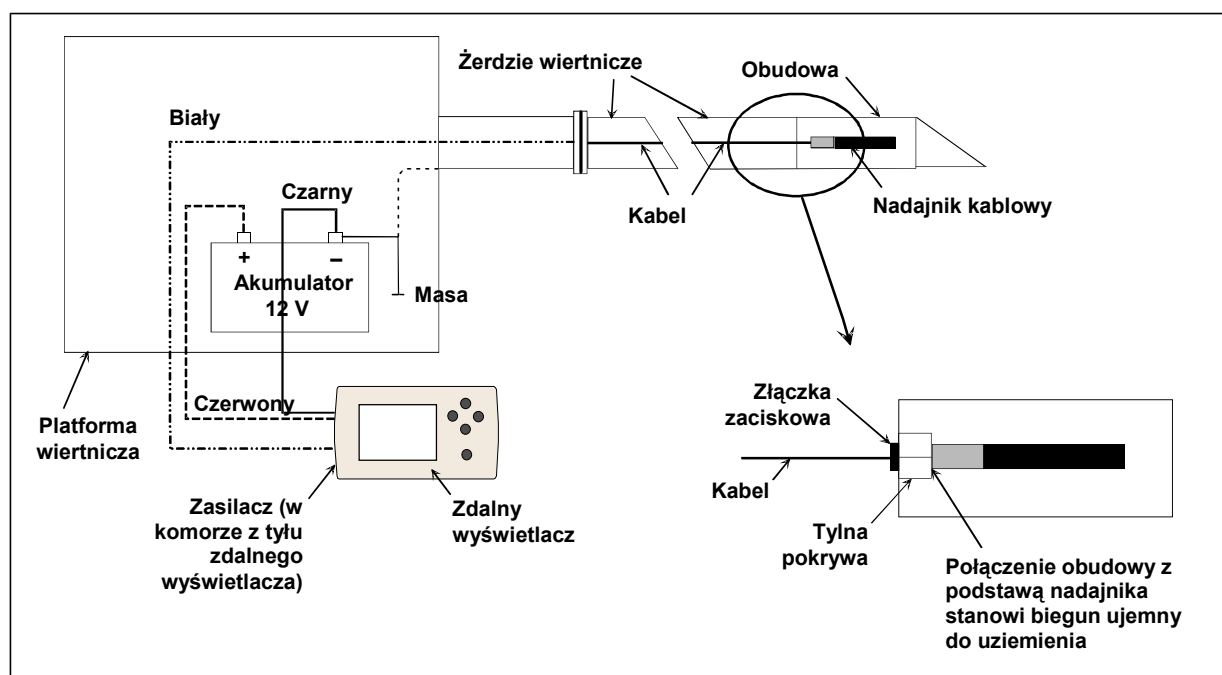 Żerdzie wiertnicze
Obudowa
Biały
Czarny
Kabel
Nadajnik kablowy
+
–
Akumulator
12 V
Masa
Czerwony
Platforma
wiertnicza
Zasilacz (w
komorze z tyłu
zdalnego
wyświetlacza)
Zdalny
wyświetlacz
Złączka
zaciskowa
Kabel
Tylna
pokrywa
Połączenie obudowy z
podstawą nadajnika
stanowi biegun ujemny
do uziemienia